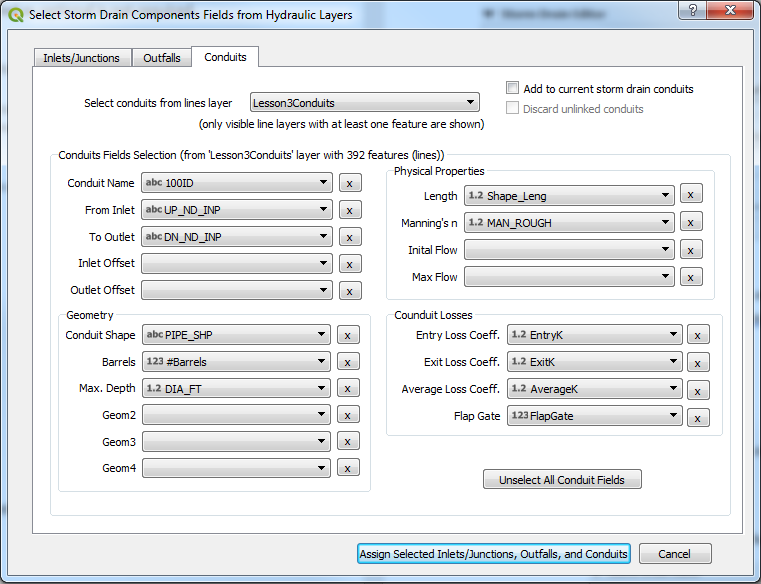 Storm Drain Editor
Select Storm Drain Components Fields from Hydraulic Layers
Inlets/Junctions Outfalls Conduits
Select conduits from lines layer Lesson3Conduits
(only visible line layers with at least one feature are shown)
Add to current storm drain conduits
Discard unlinked conduits
Conduits Fields Selection (from 'Lesson3Conduits' layer with 392 features (lines))
Conduit Name abc 100ID x
From Inlet abc UP_ND_INP x
To Outlet abc DN_ND_INP x
Inlet Offset x
Outlet Offset x
Physical Properties
Length 1.2 Shape_Leng x
Manning's n 1.2 MAN_ROUGH x
Inital Flow x
Max Flow x
Geometry
Conduit Shape abc PIPE_SHP x
Barrels 123 #Barrels x
Max. Depth 1.2 DIA_FT x
Geom2 x
Geom3 x
Geom4 x
Counduit Losses
Entry Loss Coeff. 1.2 EntryK x
Exit Loss Coeff. 1.2 ExitK x
Average Loss Coeff. 1.2 AverageK x
Flap Gate 123 FlapGate x
Unselect All Conduit Fields
Assign Selected Inlets/Junctions, Outfalls, and Conduits Cancel